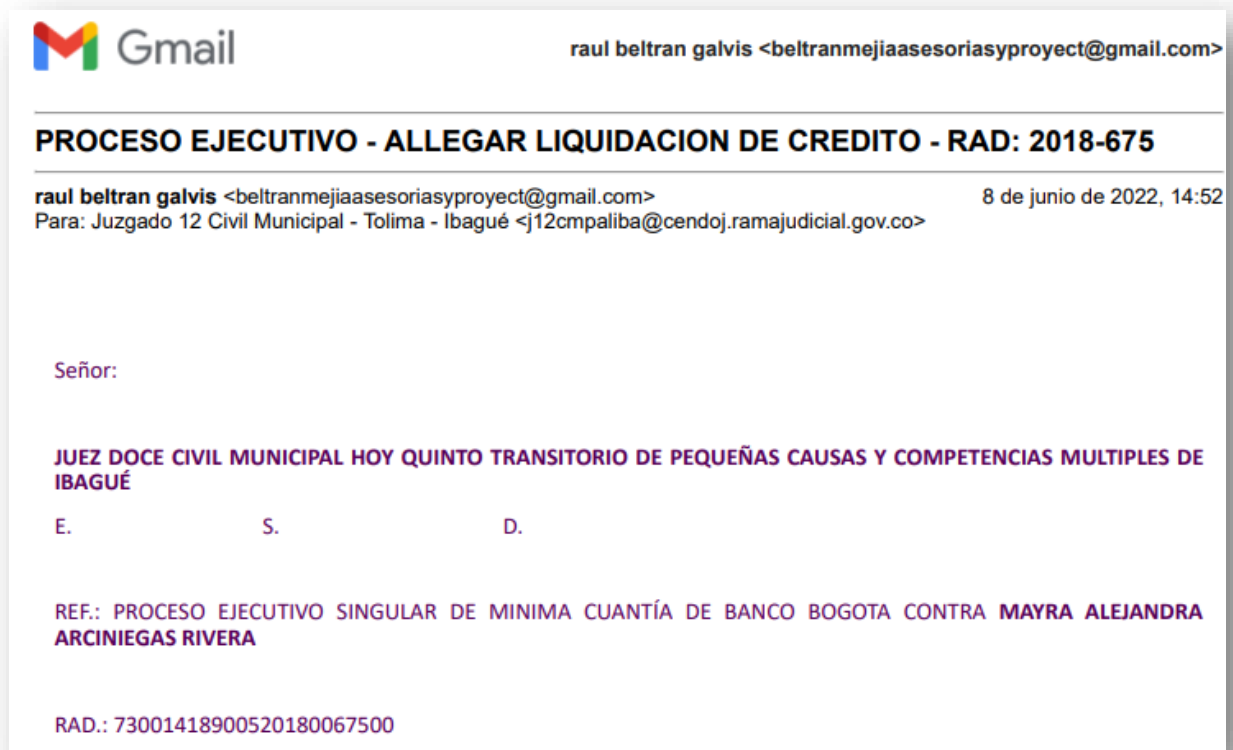 Gmail
raul beltran galvis <beltranmejiaasesoriasyproyect@gmail.com>
PROCESO EJECUTIVO - ALLEGAR LIQUIDACION DE CREDITO - RAD: 2018-675
raul beltran galvis <beltranmejiaasesoriasyproyect@gmail.com> 8 de junio de 2022, 14:52
Para: Juzgado 12 Civil Municipal - Tolima - Ibagué <j12cmpaliba@cendoj.ramajudicial.gov.co>
Señor:
JUEZ DOCE CIVIL MUNICIPAL HOY QUINTO TRANSITORIO DE PEQUEÑAS CAUSAS Y COMPETENCIAS MULTIPLES DE
IBAGUÉ
E. S. D.
REF.: PROCESO EJECUTIVO SINGULAR DE MINIMA CUANTÍA DE BANCO BOGOTA CONTRA MAYRA ALEJANDRA
ARCINIEGAS RIVERA
RAD.: 73001418900520180067500